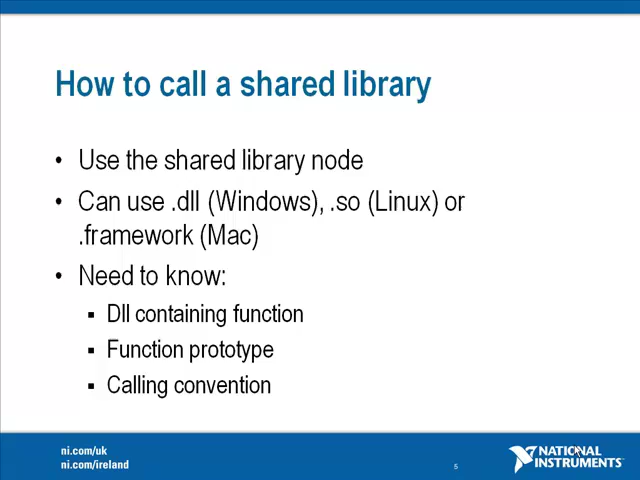 How to call a shared library
• Use the shared library node
• Can use .dll (Windows), .so (Linux) or
.framework (Mac)
• Need to know:
▪ Dll containing function
▪ Function prototype
▪ Calling convention
ni.com/uk
ni.com/ireland
5
NATIONAL
INSTRUMENTS